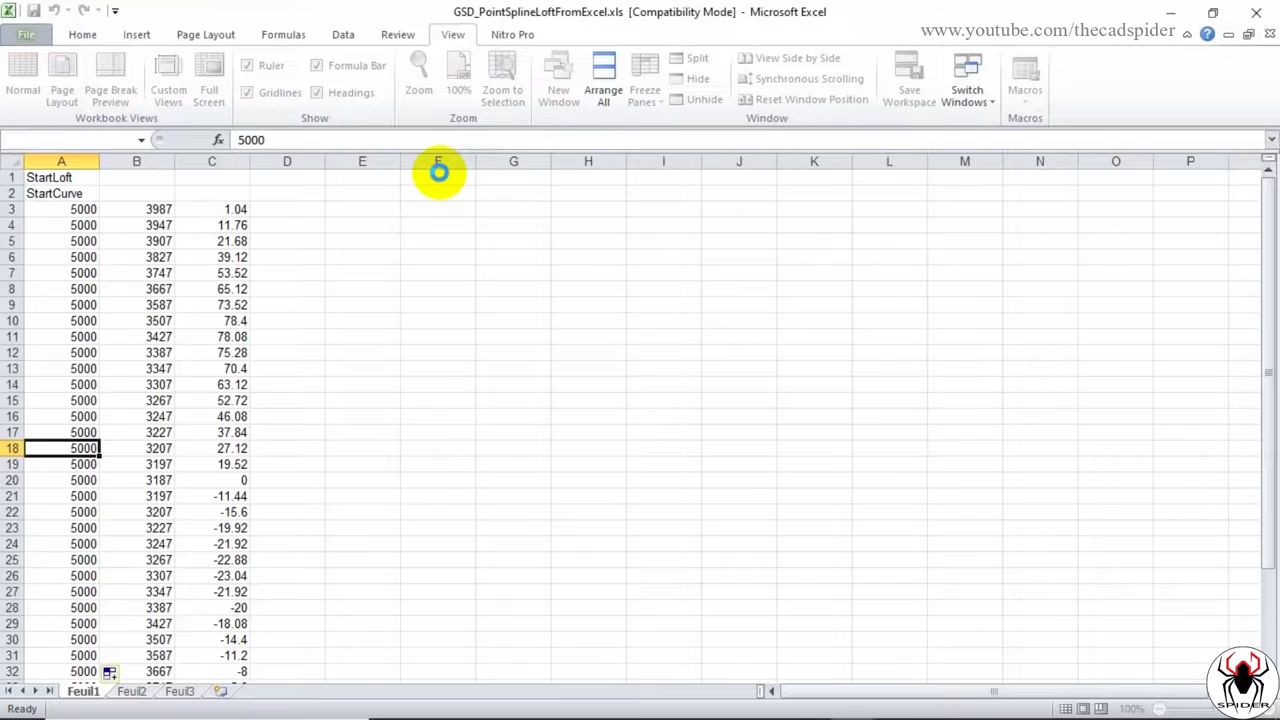 GSD_PointSplineLoftFromExcel.xls [Compatibility Mode] - Microsoft Excel
www.youtube.com/thecadspider
File Home Insert Page Layout Formulas Data Review View Nitro Pro
Normal Page Layout Page Break Preview Custom Views Full Screen
Workbook Views
Ruler Formula Bar
Gridlines Headings
Show
Zoom 100% Zoom to Selection
Zoom
New Window Arrange All Freeze Panes
Split
Hide
Unhide
View Side by Side
Synchronous Scrolling
Reset Window Position
Save Workspace Switch Windows
Window
Macros
Macros
fx 5000
A B C D E F G H I J K L M N O P
1 StartLoft
2 StartCurve
3 5000 3987 1.04
4 5000 3947 11.76
5 5000 3907 21.68
6 5000 3827 39.12
7 5000 3747 53.52
8 5000 3667 65.12
9 5000 3587 73.52
10 5000 3507 78.4
11 5000 3427 78.08
12 5000 3387 75.28
13 5000 3347 70.4
14 5000 3307 63.12
15 5000 3267 52.72
16 5000 3247 46.08
17 5000 3227 37.84
18 5000 3207 27.12
19 5000 3197 19.52
20 5000 3187 0
21 5000 3197 -11.44
22 5000 3207 -15.6
23 5000 3227 -19.92
24 5000 3247 -21.92
25 5000 3267 -22.88
26 5000 3307 -23.04
27 5000 3347 -21.92
28 5000 3387 -20
29 5000 3427 -18.08
30 5000 3507 -14.4
31 5000 3587 -11.2
32 5000 3667 -8
Feuil1 Feuil2 Feuil3
Ready
100%
SPIDER